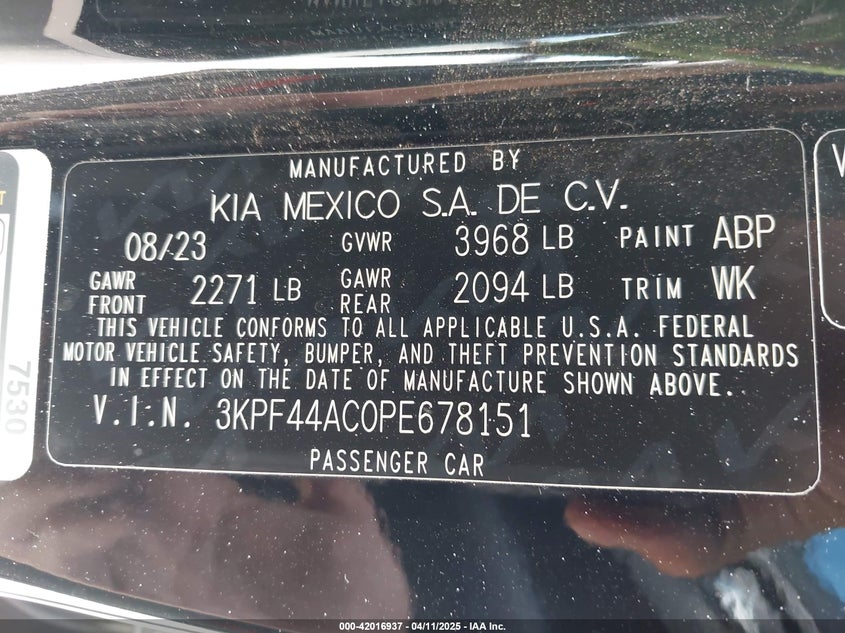 MANUFACTURED BY
KIA MEXICO S.A. DE C.V.
08/23 GVWR 3968 LB PAINT ABP
GAWR FRONT 2271 LB GAWR REAR 2094 LB TRIM WK
THIS VEHICLE CONFORMS TO ALL APPLICABLE U.S.A. FEDERAL
MOTOR VEHICLE SAFETY, BUMPER, AND THEFT PREVENTION STANDARDS
IN EFFECT ON THE DATE OF MANUFACTURE SHOWN ABOVE.
V.I.N. 3KPF44AC0PE678151
PASSENGER CAR
7530
000-42016937 - 04/11/2025 - IAA Inc.